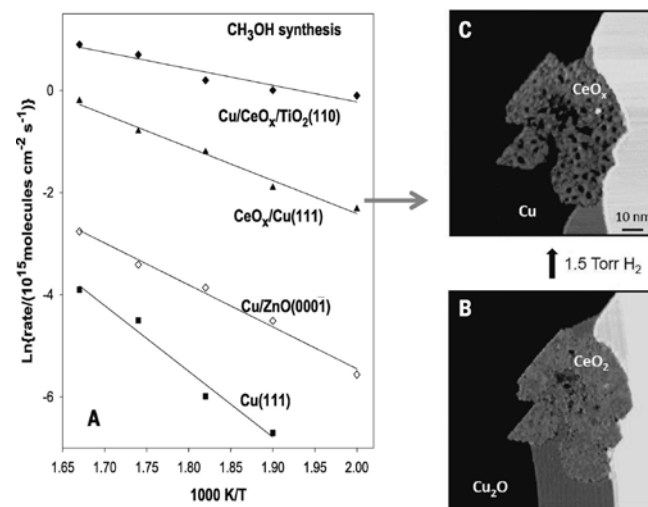 CH₃OH synthesis
0
-2
-4
-6
Ln{rate/(10¹⁵molecules cm⁻² s⁻¹)}
Cu/CeOₓ/TiO₂(110)
CeOₓ/Cu(111)
Cu/ZnO(0001̅)
Cu(111)
A
1.65 1.70 1.75 1.80 1.85 1.90 1.95 2.00
1000 K/T
C
CeOₓ
Cu
10 nm
1.5 Torr H₂
B
CeO₂
Cu₂O